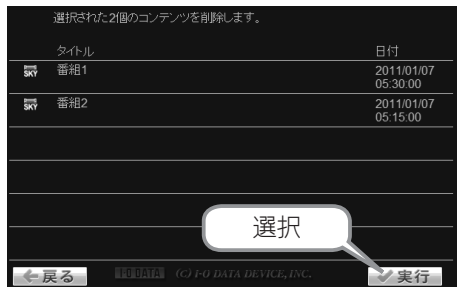 選択された2個のコンテンツを削除します。
タイトル 日付
SKY 番組1 2011/01/07
05:30:00
SKY 番組2 2011/01/07
05:15:00
選択
戻る I-O DATA (C) I-O DATA DEVICE, INC. 実行